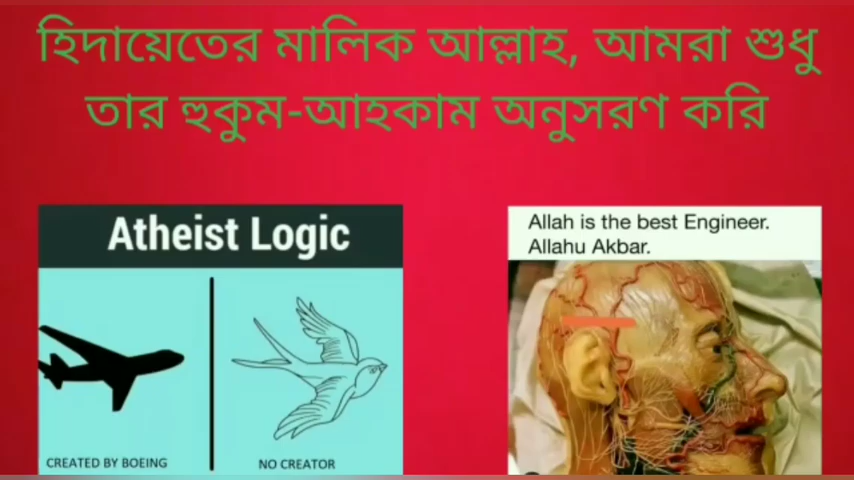 হিদায়েতের মালিক আল্লাহ, আমরা শুধু
তার হুকুম-আহকাম অনুসরণ করি
Atheist Logic
CREATED BY BOEING
NO CREATOR
Allah is the best Engineer.
Allahu Akbar.